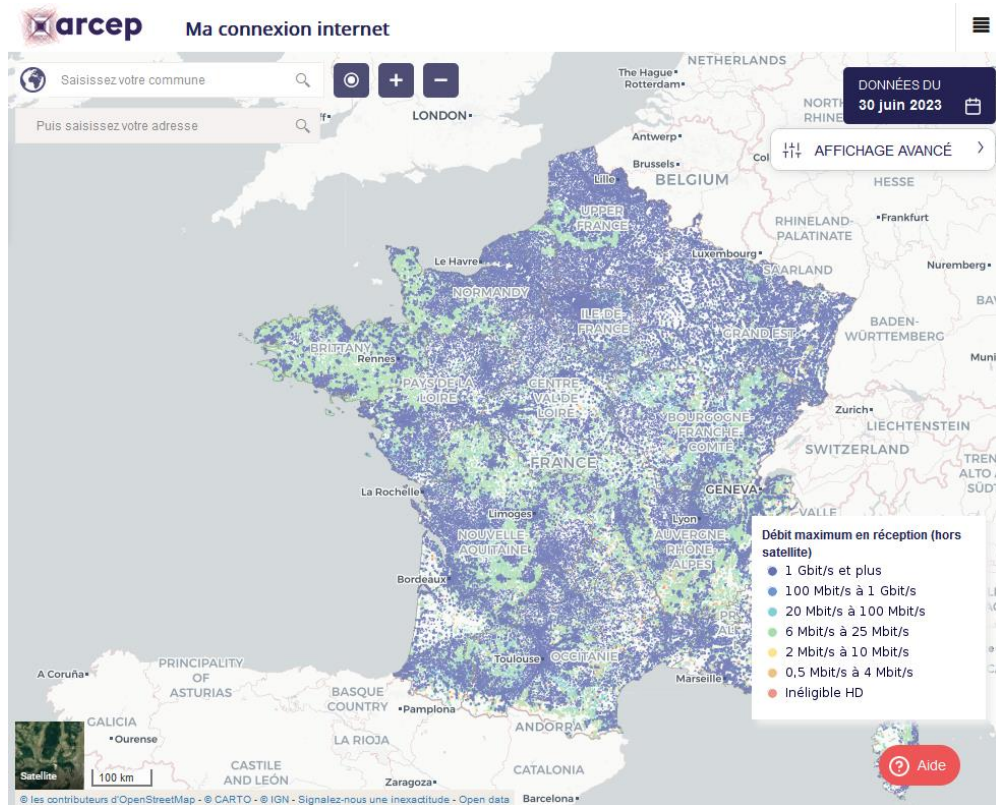 arcep
Ma connexion internet
Saisissez votre commune
Puis saisissez votre adresse
DONNÉES DU
30 juin 2023
AFFICHAGE AVANCÉ
NETHERLANDS
The Hague
Rotterdam
LONDON
Antwerp
Brussels
BELGIUM
HESSE
Lille
UPPER
FRANCE
RHINELAND-
PALATINATE
Frankfurt
Luxembourg
SAARLAND
Nuremberg
Le Havre
NORMANDY
ILE-DE-
FRANCE
GRAND EST
BADEN-
WÜRTTEMBERG
BRITTANY
Rennes
PAYS DE LA
LOIRE
CENTRE
VAL DE
LOIRE
BOURGOGNE
FRANCHE
COMTÉ
Zurich
LIECHTENSTEIN
SWITZERLAND
FRANCE
GENEVA
La Rochelle
Limoges
NOUVELLE
AQUITAINE
Lyon
AUVERGNE
RHÔNE
ALPES
VALLE
Bordeaux
Débit maximum en réception (hors
satellite)
1 Gbit/s et plus
100 Mbit/s à 1 Gbit/s
20 Mbit/s à 100 Mbit/s
6 Mbit/s à 25 Mbit/s
2 Mbit/s à 10 Mbit/s
0,5 Mbit/s à 4 Mbit/s
Inéligible HD
Toulouse
OCCITANIE
Marseille
A Coruña
PRINCIPALITY
OF
ASTURIAS
BASQUE
COUNTRY
Pamplona
ANDORRA
GALICIA
Ourense
LA RIOJA
CASTILE
AND LEÓN
CATALONIA
Zaragoza
Barcelona
Satellite
100 km
Aide
© les contributeurs d'OpenStreetMap - © CARTO - © IGN - Signalez-nous une inexactitude - Open data